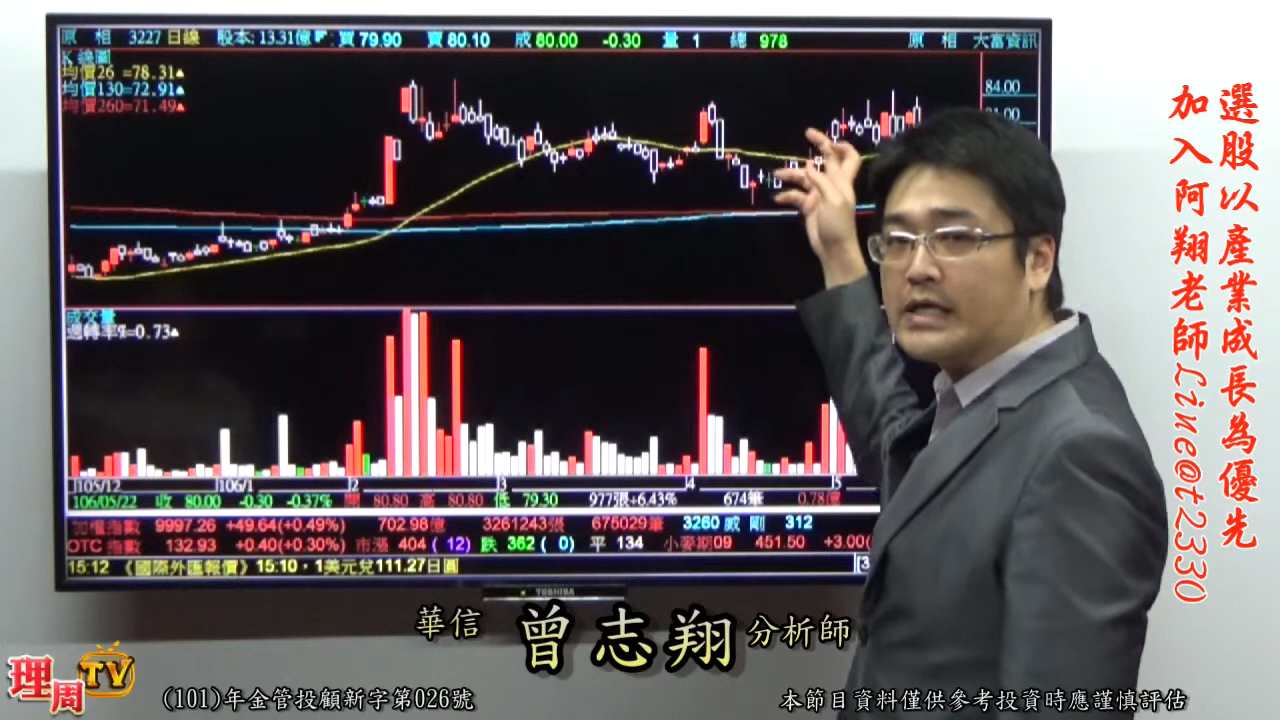 原 相 3227 日線 股本: 13.31億 買 79.90 賣 80.10 成 80.00 -0.30 量 1 總 978 原 相 大富資訊
K 線圖
均價26 =78.31▲
均價130=72.91▲
均價260=71.49▲
84.00
81.00
成交量
週轉率%=0.73▲
105/12 106/1 2 3 4 5
106/05/22 收 80.00 -0.30 -0.37% 開 80.80 高 80.80 低 79.30 977張+6.43% 674筆 0.78億
加權指數 9997.26 +49.64(+0.49%) 702.98億 3261243張 675029筆 3260 威 剛 312
OTC 指數 132.93 +0.40(+0.30%) 市漲 404 ( 12) 跌 362 ( 0) 平 134 小麥期09 451.50 +3.00(
15:12 《國際外匯報價》15:10,1美元兌111.27日圓
TOSHIBA
選股以產業成長為優先
加入阿翔老師Line@t2330
華信 曾志翔 分析師
理周TV
(101)年金管投顧新字第026號
本節目資料僅供參考投資時應謹慎評估